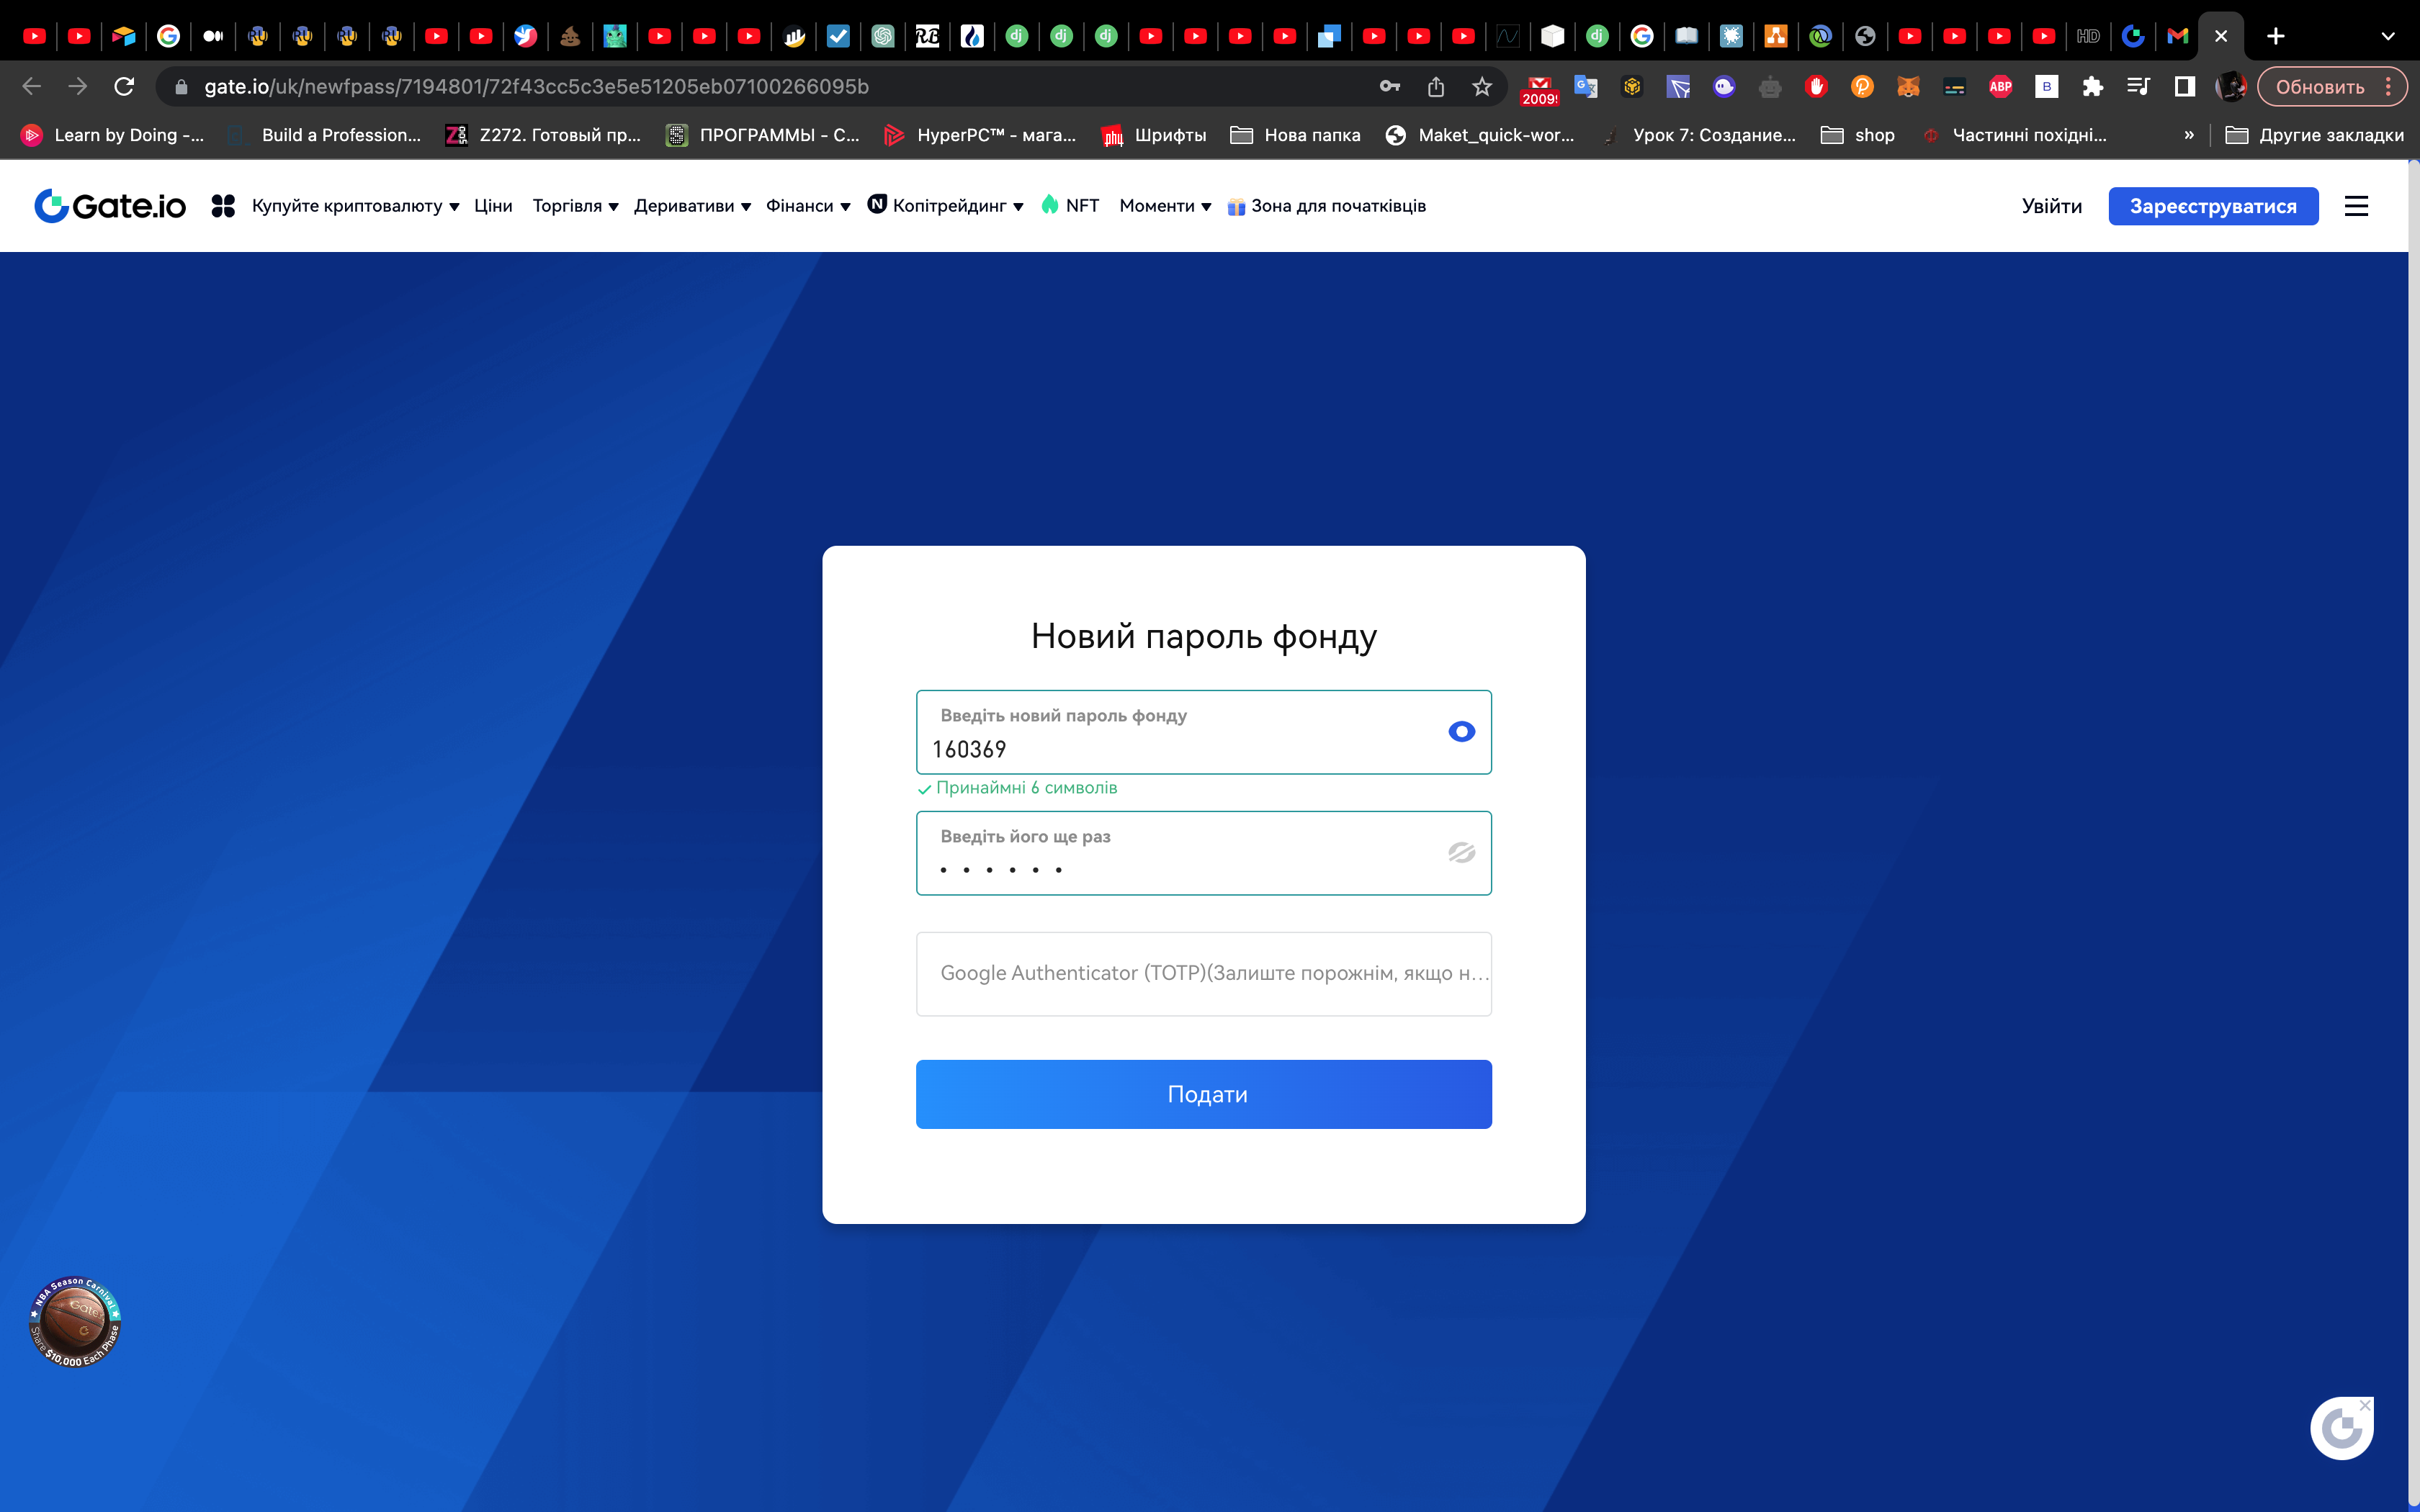 2009!
gate.io/uk/newfpass/7194801/72f43cc5c3e5e51205eb07100266095b
Обновить
Learn by Doing -...
Build a Profession...
Z272. Готовый пр...
ПРОГРАММЫ - С...
HyperPC™ - мага...
Шрифты
Нова папка
Maket_quick-wor...
Урок 7: Создание...
shop
Частинні похідні...
»
Другие закладки
Gate.io
Купуйте криптовалюту
Ціни
Торгівля
Деривативи
Фінанси
Копітрейдинг
NFT
Моменти
Зона для початківців
Увійти
Зареєструватися
Новий пароль фонду
Введіть новий пароль фонду
160369
Принаймні 6 символів
Введіть його ще раз
Google Authenticator (TOTP)(Залиште порожнім, якщо н...
Подати
NBA Season Carnival
Share $10,000 Each Phase